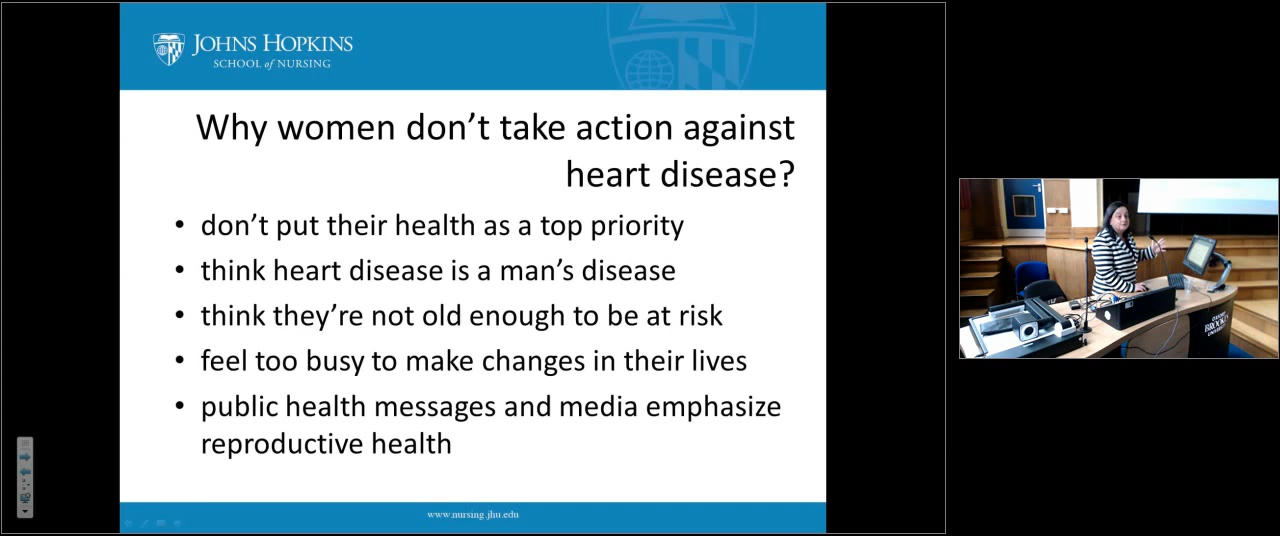 JOHNS HOPKINS
SCHOOL of NURSING
Why women don’t take action against
heart disease?
• don’t put their health as a top priority
• think heart disease is a man’s disease
• think they’re not old enough to be at risk
• feel too busy to make changes in their lives
• public health messages and media emphasize
reproductive health
www.nursing.jhu.edu
OXFORD
BROOKES
UNIVERSITY